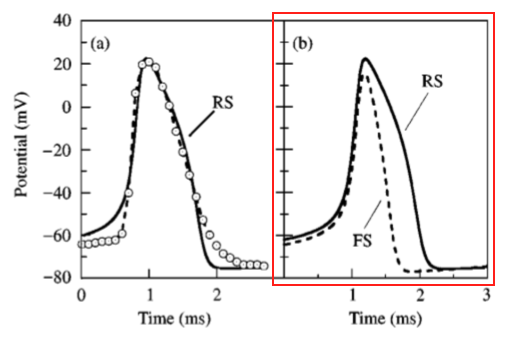 (a)
(b)
RS
RS
FS
Potential (mV)
40
20
0
−20
−40
−60
−80
0 1 2
1 2 3
Time (ms)
Time (ms)